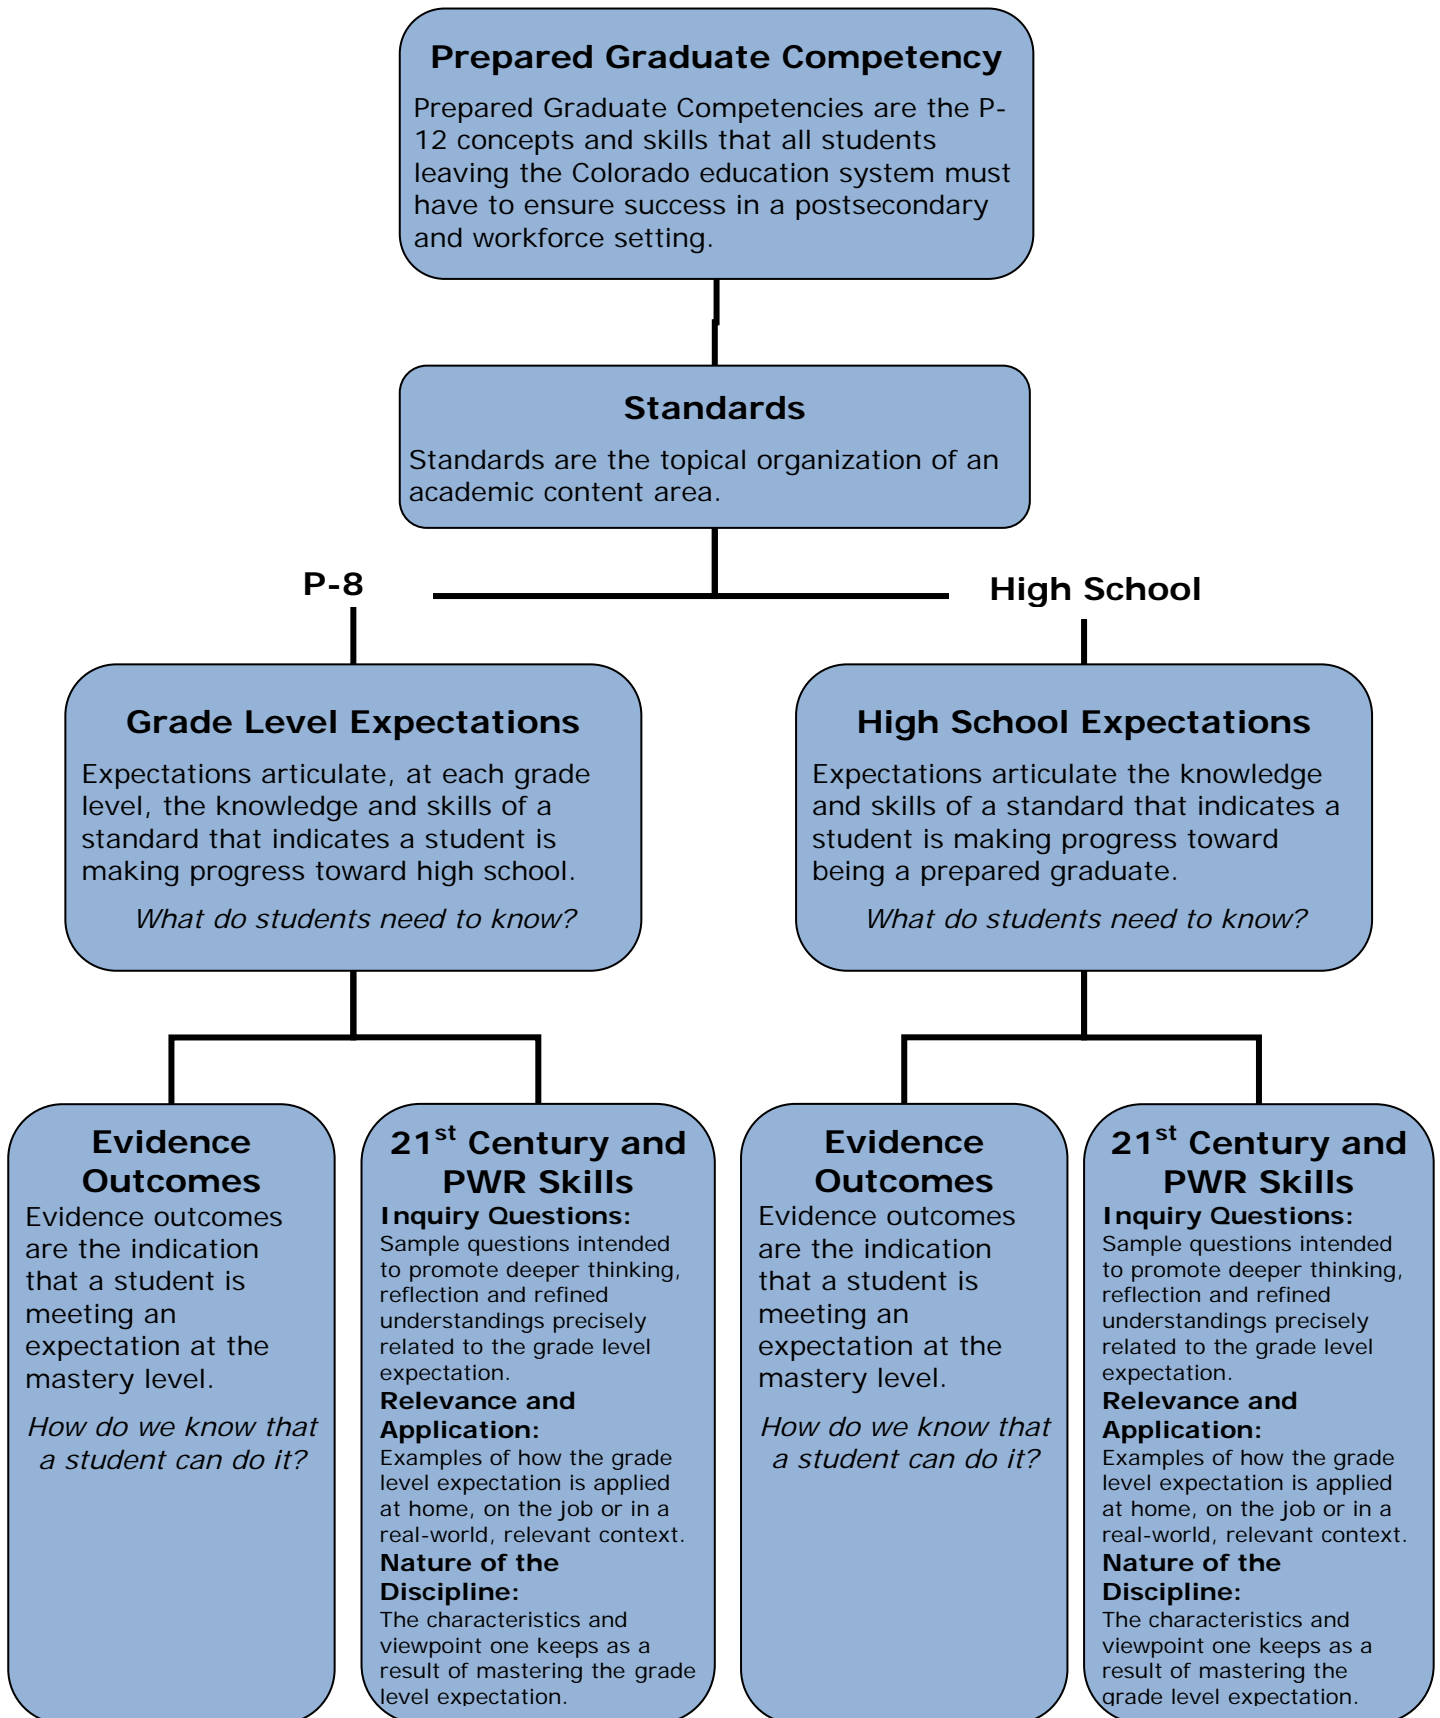 Prepared Graduate Competency
Prepared Graduate Competencies are the P-
12 concepts and skills that all students
leaving the Colorado education system must
have to ensure success in a postsecondary
and workforce setting.
Standards
Standards are the topical organization of an
academic content area.
P-8
High School
Grade Level Expectations
Expectations articulate, at each grade
level, the knowledge and skills of a
standard that indicates a student is
making progress toward high school.
What do students need to know?
High School Expectations
Expectations articulate the knowledge
and skills of a standard that indicates a
student is making progress toward
being a prepared graduate.
What do students need to know?
Evidence
Outcomes
Evidence outcomes
are the indication
that a student is
meeting an
expectation at the
mastery level.
How do we know that
a student can do it?
21st Century and
PWR Skills
Inquiry Questions:
Sample questions intended
to promote deeper thinking,
reflection and refined
understandings precisely
related to the grade level
expectation.
Relevance and
Application:
Examples of how the grade
level expectation is applied
at home, on the job or in a
real-world, relevant context.
Nature of the
Discipline:
The characteristics and
viewpoint one keeps as a
result of mastering the grade
level expectation.
Evidence
Outcomes
Evidence outcomes
are the indication
that a student is
meeting an
expectation at the
mastery level.
How do we know that
a student can do it?
21st Century and
PWR Skills
Inquiry Questions:
Sample questions intended
to promote deeper thinking,
reflection and refined
understandings precisely
related to the grade level
expectation.
Relevance and
Application:
Examples of how the grade
level expectation is applied
at home, on the job or in a
real-world, relevant context.
Nature of the
Discipline:
The characteristics and
viewpoint one keeps as a
result of mastering the
grade level expectation.